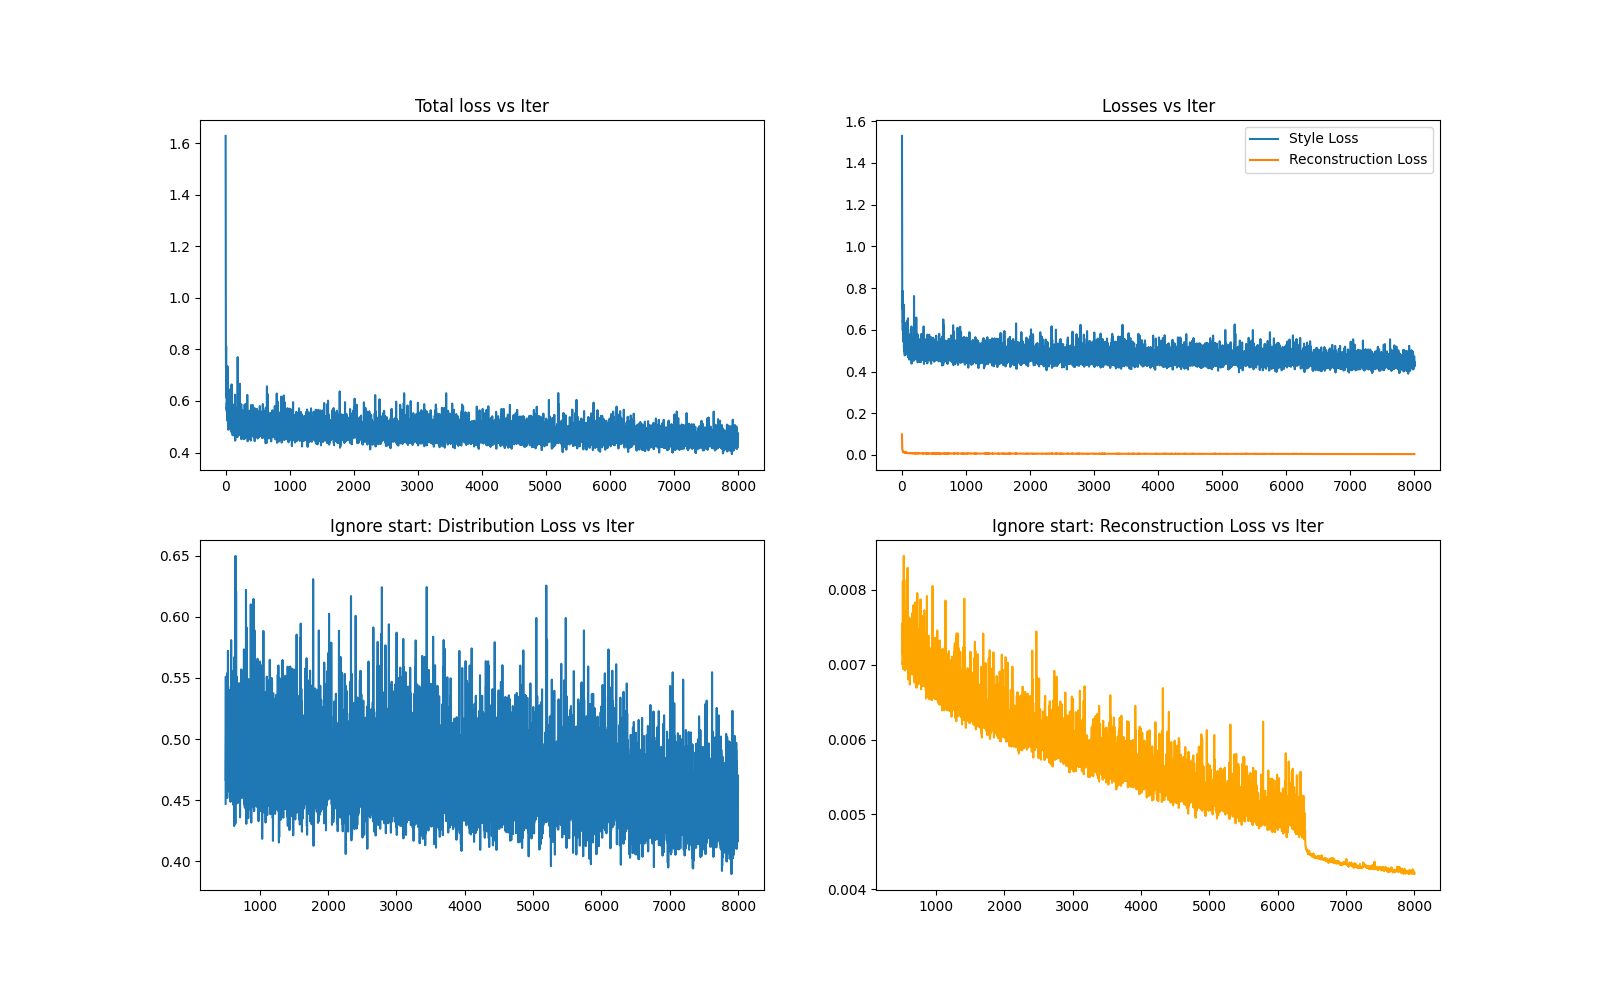 Total loss vs Iter
1.6
1.4
1.2
1.0
0.8
0.6
0.4
0 1000 2000 3000 4000 5000 6000 7000 8000
Losses vs Iter
Style Loss
Reconstruction Loss
1.6
1.4
1.2
1.0
0.8
0.6
0.4
0.2
0.0
0 1000 2000 3000 4000 5000 6000 7000 8000
Ignore start: Distribution Loss vs Iter
0.65
0.60
0.55
0.50
0.45
0.40
1000 2000 3000 4000 5000 6000 7000 8000
Ignore start: Reconstruction Loss vs Iter
0.008
0.007
0.006
0.005
0.004
1000 2000 3000 4000 5000 6000 7000 8000